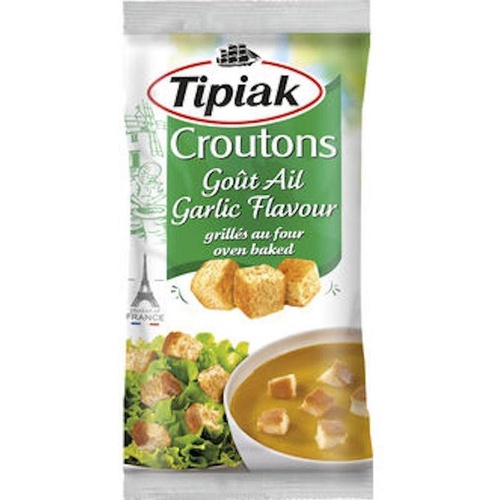 Tipiak
Croutons
Goût Ail
Garlic Flavour
grillés au four
oven baked
FRANCE